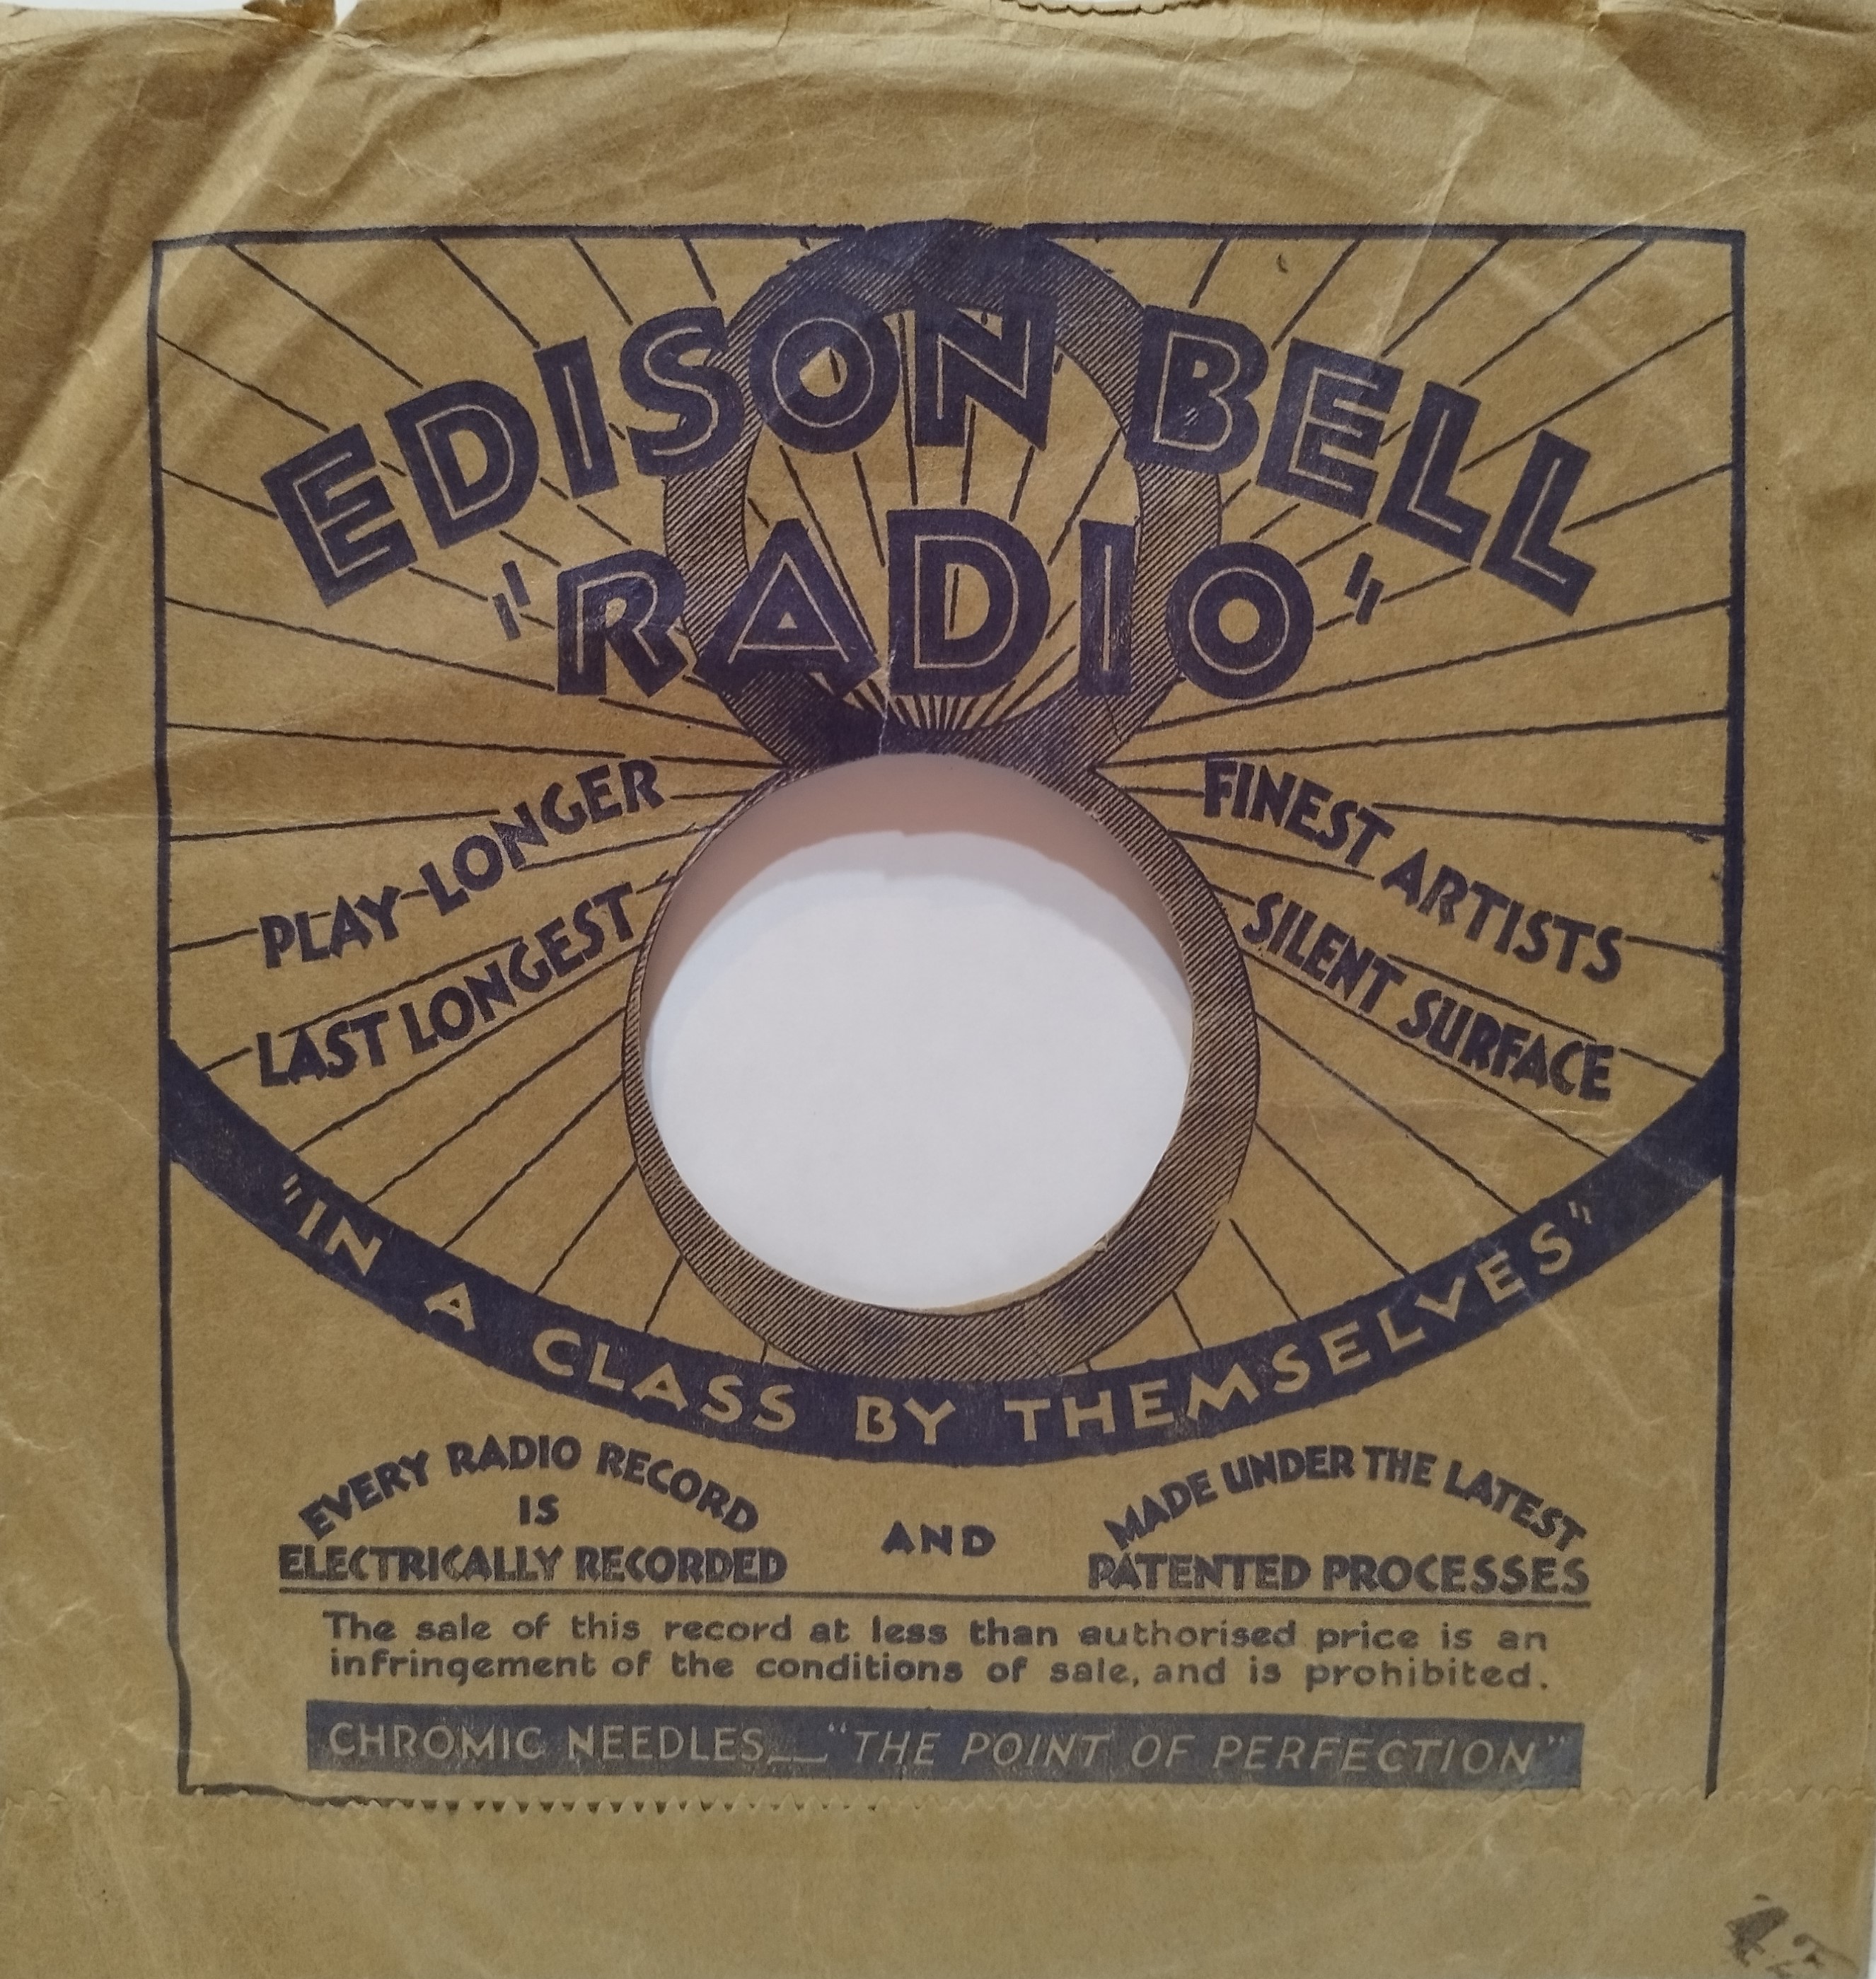 EDISON BELL
"RADIO"
PLAY-LONGER
LAST LONGEST
FINEST ARTISTS
SILENT SURFACE
"IN A CLASS BY THEMSELVES"
EVERY RADIO RECORD
IS
ELECTRICALLY RECORDED
AND
MADE UNDER THE LATEST
PATENTED PROCESSES
The sale of this record at less than authorised price is an
infringement of the conditions of sale, and is prohibited.
CHROMIC NEEDLES__"THE POINT OF PERFECTION"